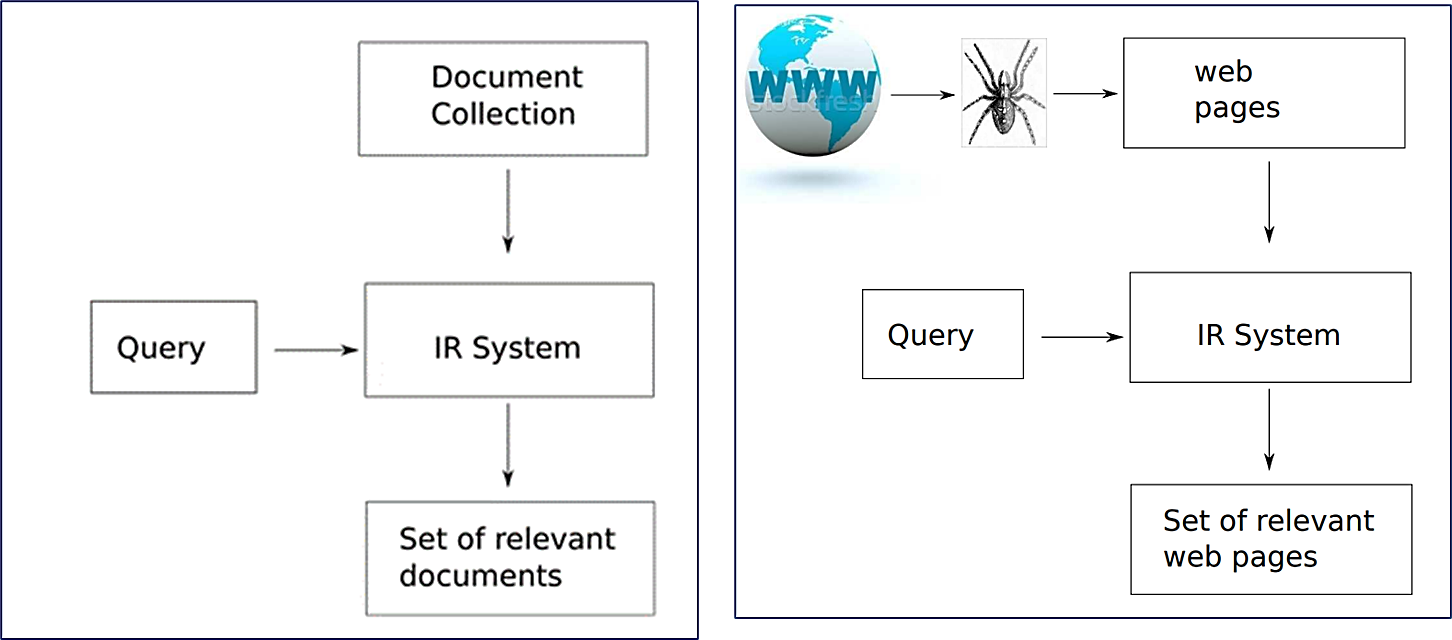 Document
Collection
Query
IR System
Set of relevant
documents
WWW
stockfresh
web
pages
Query
IR System
Set of relevant
web pages